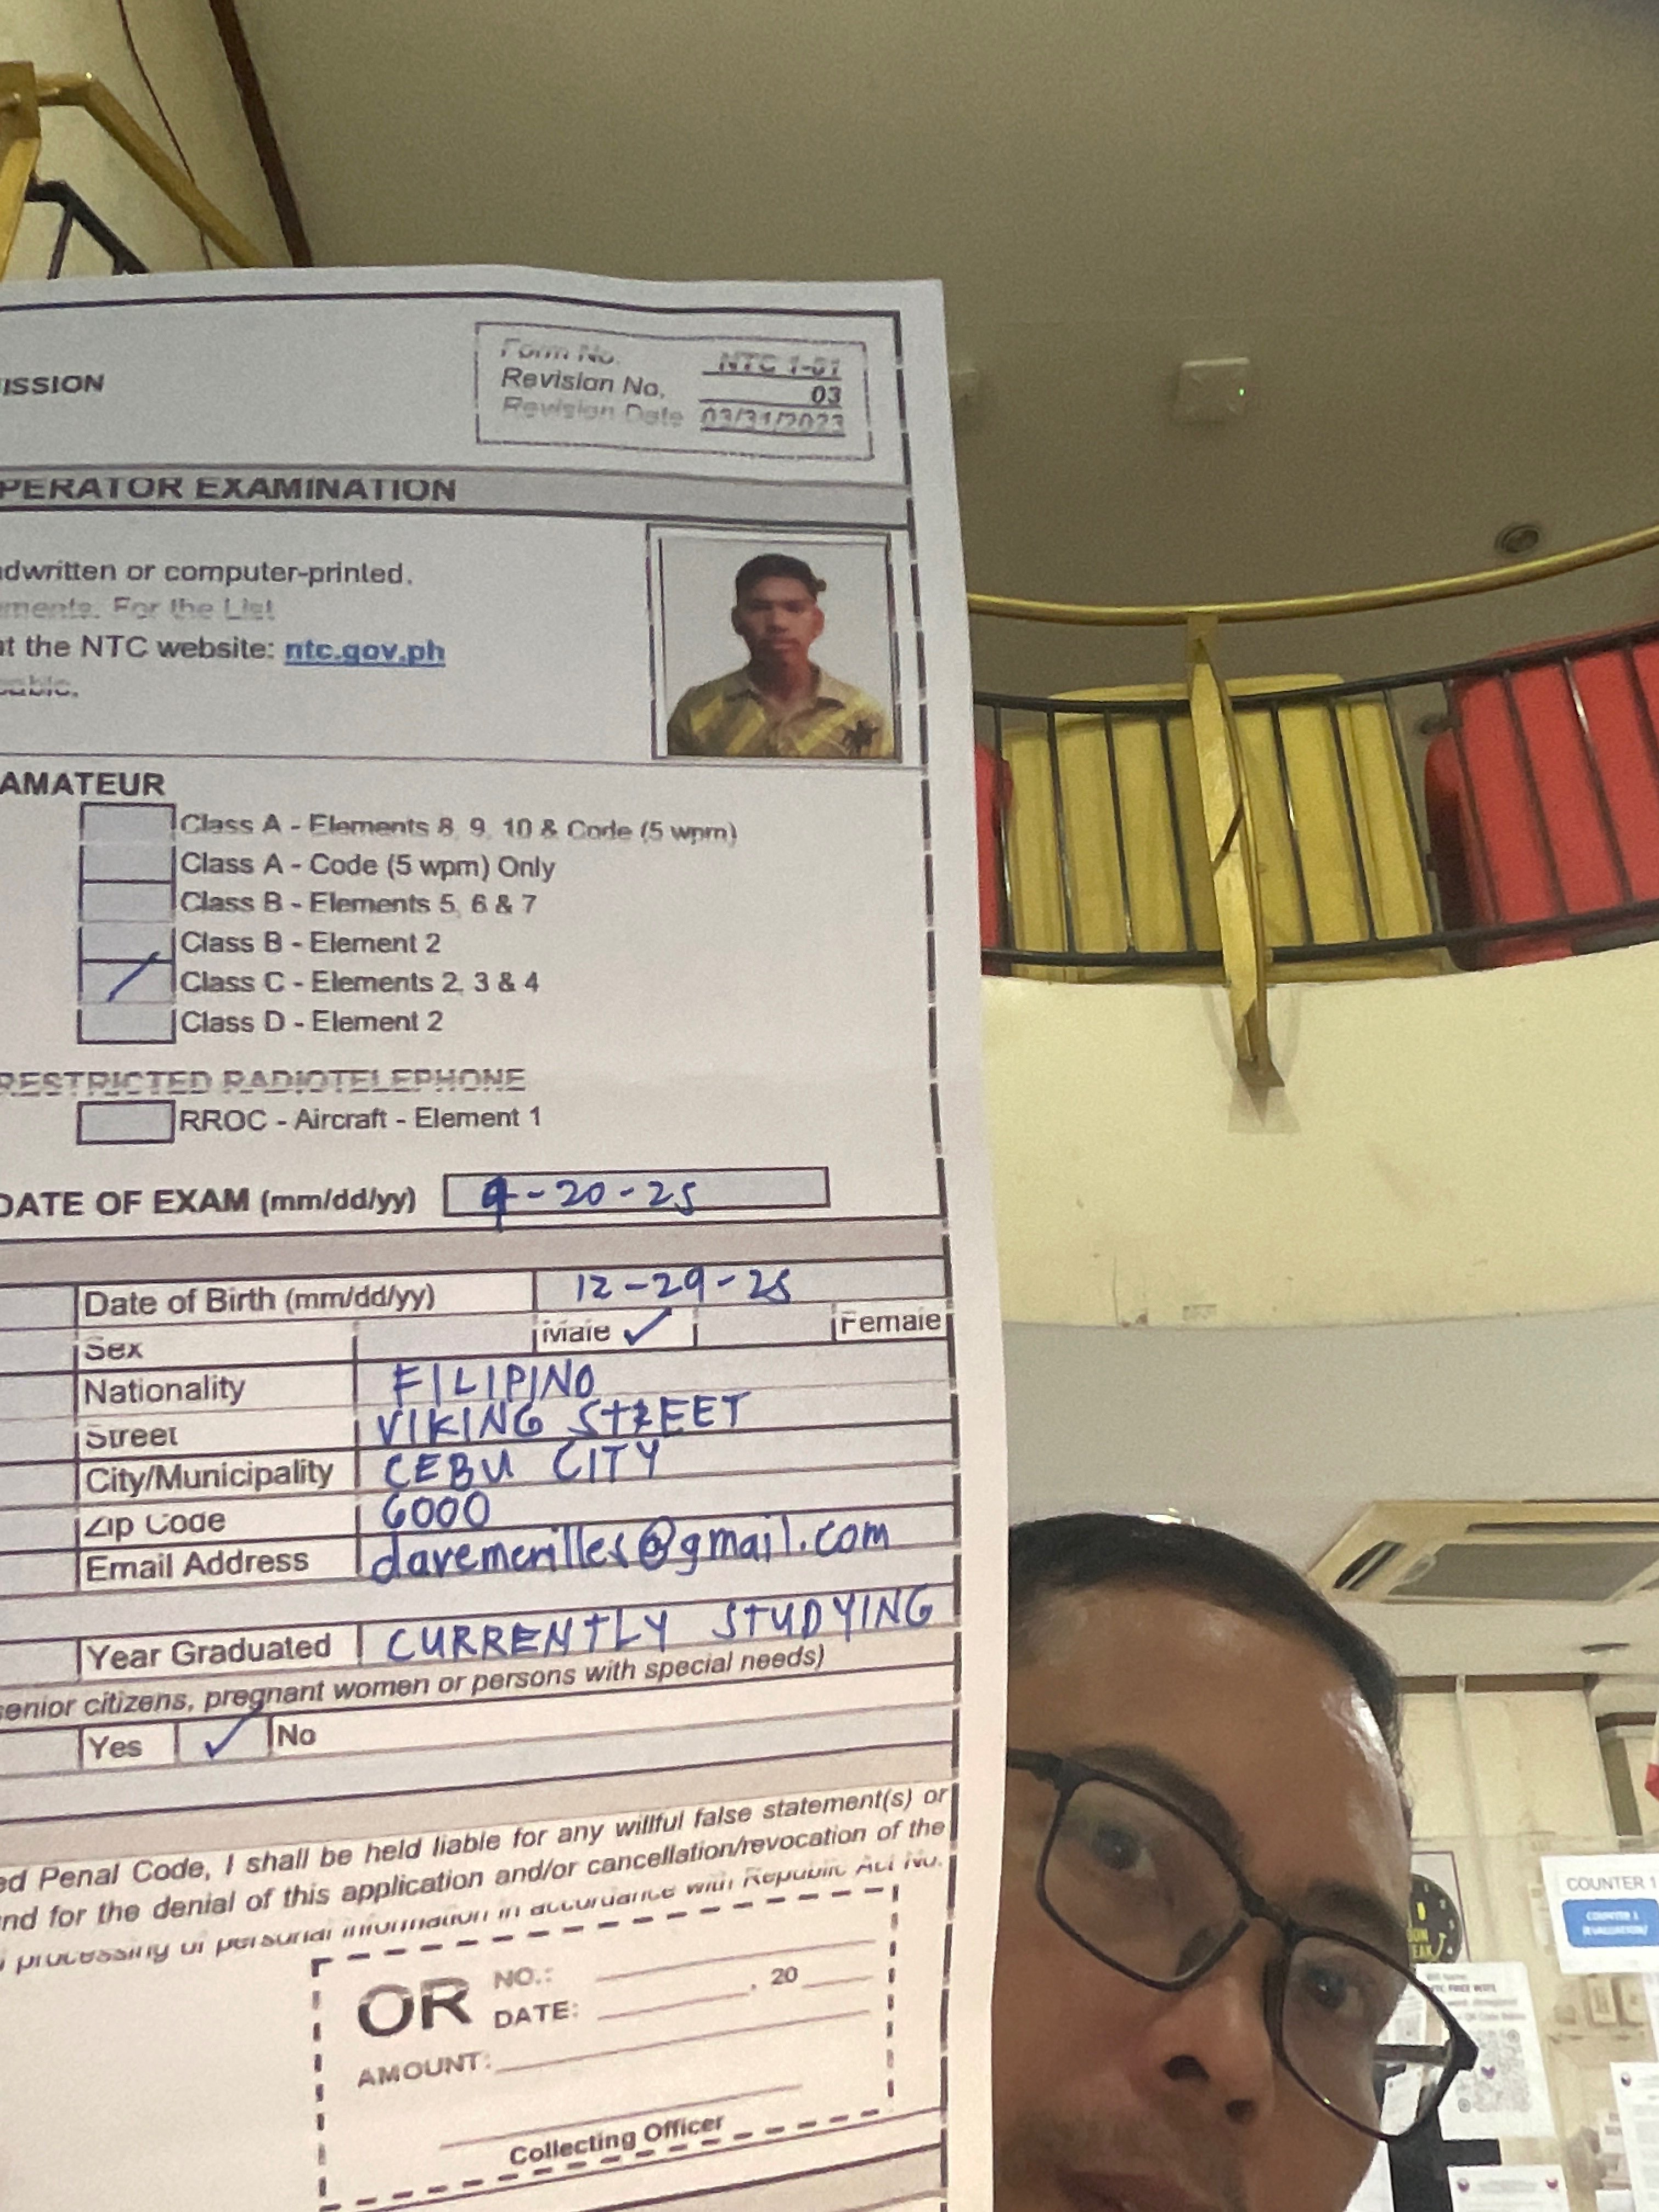 Form No. NTC 1-01
ISSION
Revision No. 03
Revision Date 03/31/2023
PERATOR EXAMINATION
dwritten or computer-printed.
ments. For the List
at the NTC website: ntc.gov.ph
cable.
AMATEUR
Class A - Elements 8, 9, 10 & Code (5 wpm)
Class A - Code (5 wpm) Only
Class B - Elements 5, 6 & 7
Class B - Element 2
Class C - Elements 2, 3 & 4
Class D - Element 2
RESTRICTED RADIOTELEPHONE
RROC - Aircraft - Element 1
DATE OF EXAM (mm/dd/yy) 9-20-25
Date of Birth (mm/dd/yy) 12-29-25
Sex Male ✓ Female
Nationality FILIPINO
Street VIKING STREET
City/Municipality CEBU CITY
Zip Code 6000
Email Address davemerilles@gmail.com
Year Graduated CURRENTLY STUDYING
senior citizens, pregnant women or persons with special needs)
Yes ✓ No
ed Penal Code, I shall be held liable for any willful false statement(s) or
nd for the denial of this application and/or cancellation/revocation of the
processing of personal information in accordance with Republic Act No.
OR NO.:
DATE: , 20
AMOUNT:
Collecting Officer
COUNTER 1
COUNTER 1